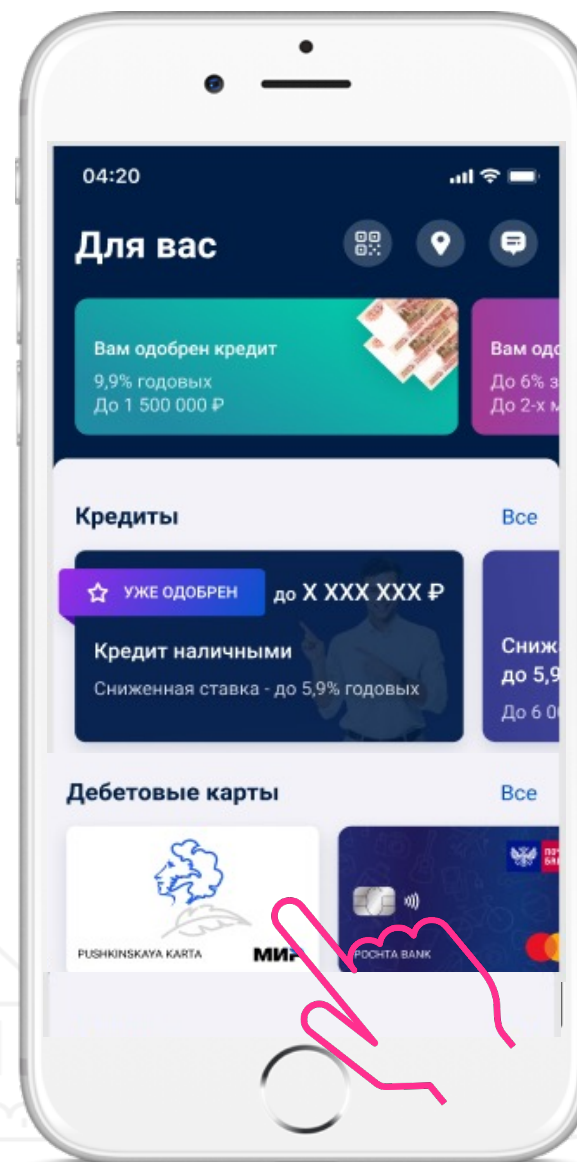 04:20
Для вас
Вам одобрен кредит
9,9% годовых
До 1 500 000 ₽
Вам одо
До 6% з
До 2-х м
Кредиты
Все
УЖЕ ОДОБРЕН
до X XXX XXX ₽
Кредит наличными
Сниженная ставка - до 5,9% годовых
Сниж
до 5,9
До 6 0
Дебетовые карты
Все
PUSHKINSKAYA KARTA
МИР
POCHTA BANK